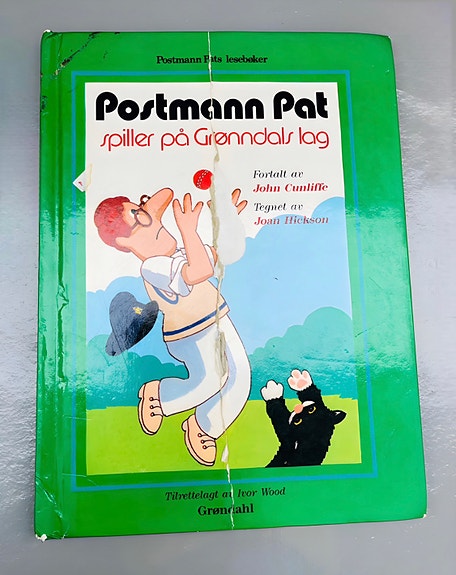 Postmann Pats lesebøker
Postmann Pat
spiller på Grønndals lag
Fortalt av
John Cunliffe
Tegnet av
Joan Hickson
Tilrettelagt av Ivor Wood
Grøndahl